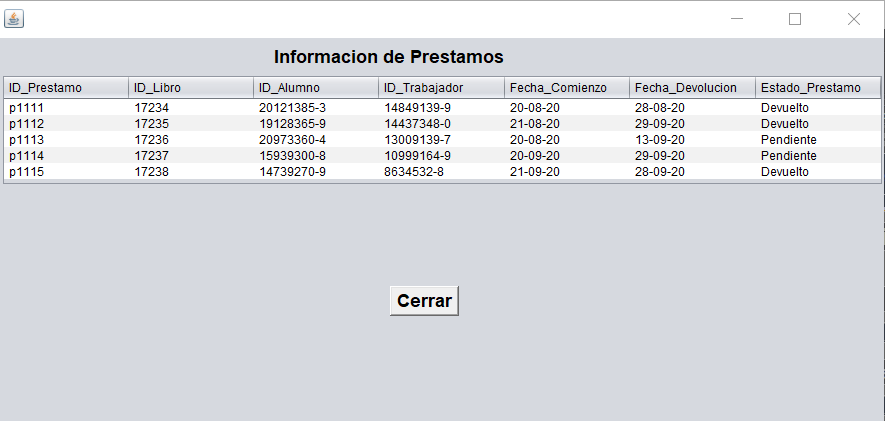 Informacion de Prestamos
ID_Prestamo ID_Libro ID_Alumno ID_Trabajador Fecha_Comienzo Fecha_Devolucion Estado_Prestamo
p1111 17234 20121385-3 14849139-9 20-08-20 28-08-20 Devuelto
p1112 17235 19128365-9 14437348-0 21-08-20 29-09-20 Devuelto
p1113 17236 20973360-4 13009139-7 20-08-20 13-09-20 Pendiente
p1114 17237 15939300-8 10999164-9 20-09-20 29-09-20 Pendiente
p1115 17238 14739270-9 8634532-8 21-09-20 28-09-20 Devuelto
Cerrar